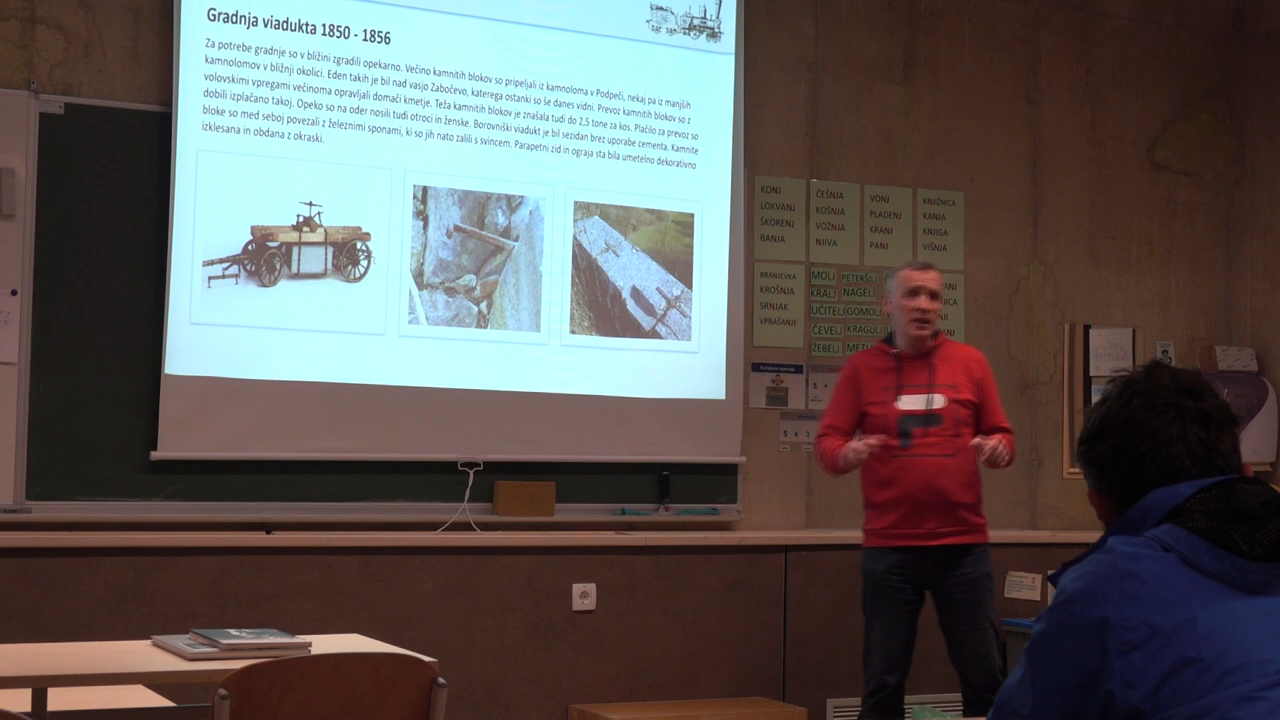 Gradnja viadukta 1850 - 1856
Za potrebe gradnje so v bližini zgradili opekarno. Večino kamnitih blokov so pripeljali iz kamnoloma v Podpeči, nekaj pa iz manjših
kamnolomov v bližnji okolici. Eden takih je bil nad vasjo Zabočevo, katerega ostanki so še danes vidni. Prevoz kamnitih blokov so z
volovskimi vpregami večinoma opravljali domači kmetje. Teža kamnitih blokov je znašala tudi do 2,5 tone za kos. Plačilo za prevoz so
dobili izplačano takoj. Opeko so na oder nosili tudi otroci in ženske. Borovniški viadukt je bil sezidan brez uporabe cementa. Kamnite
bloke so med seboj povezali z železnimi sponami, ki so jih nato zalili s svincem. Parapetni zid in ograja sta bila umetelno dekorativno
izklesana in obdana z okraski.
KONJ
LOKVANJ
ŠKORENJ
BANJA
ČEŠNJA
KOŠNJA
VOŽNJA
NJIVA
VONJ
PLADENJ
KRANJ
PANJ
KNJIŽNICA
KANJA
KNJIGA
VIŠNJA
BRANJEVKA
KROŠNJA
SRNJAK
VPRAŠANJE
MOLJ
KRALJ
UČITELJ
ČEVELJ
ŽEBELJ
PETERŠILJ
NAGELJ
5 x 3